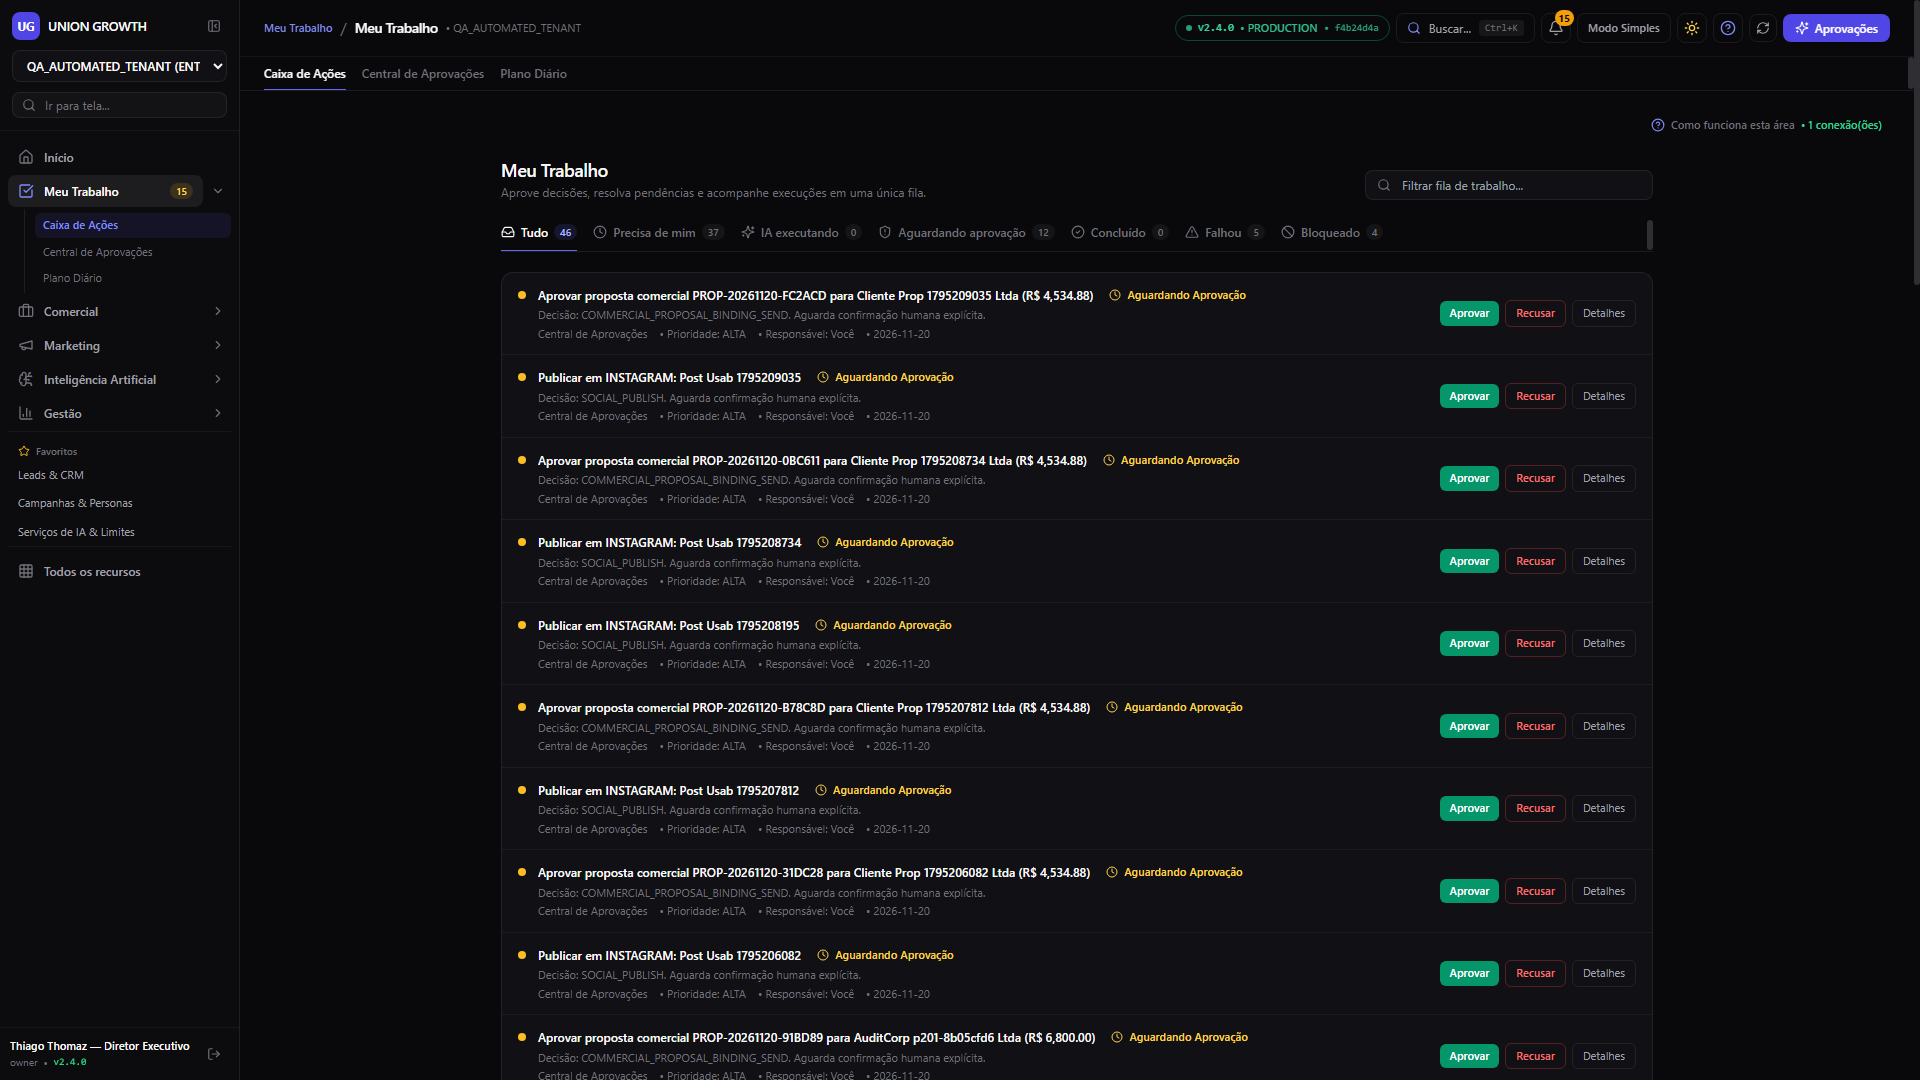 UG UNION GROWTH
QA_AUTOMATED_TENANT (ENT
Ir para tela...
Início
Meu Trabalho 15
Caixa de Ações
Central de Aprovações
Plano Diário
Comercial
Marketing
Inteligência Artificial
Gestão
Favoritos
Leads & CRM
Campanhas & Personas
Serviços de IA & Limites
Todos os recursos
Thiago Thomaz — Diretor Executivo
owner • v2.4.0
Meu Trabalho / Meu Trabalho • QA_AUTOMATED_TENANT
v2.4.0 • PRODUCTION • f4b24d4a
Buscar... Ctrl+K
15
Modo Simples
Aprovações
Caixa de Ações Central de Aprovações Plano Diário
Como funciona esta área • 1 conexão(ões)
Meu Trabalho
Aprove decisões, resolva pendências e acompanhe execuções em uma única fila.
Filtrar fila de trabalho...
Tudo 46 Precisa de mim 37 IA executando 0 Aguardando aprovação 12 Concluído 0 Falhou 5 Bloqueado 4
Aprovar proposta comercial PROP-20261120-FC2ACD para Cliente Prop 1795209035 Ltda (R$ 4,534.88) Aguardando Aprovação
Decisão: COMMERCIAL_PROPOSAL_BINDING_SEND. Aguarda confirmação humana explícita.
Central de Aprovações • Prioridade: ALTA • Responsável: Você • 2026-11-20
Aprovar Recusar Detalhes
Publicar em INSTAGRAM: Post Usab 1795209035 Aguardando Aprovação
Decisão: SOCIAL_PUBLISH. Aguarda confirmação humana explícita.
Central de Aprovações • Prioridade: ALTA • Responsável: Você • 2026-11-20
Aprovar Recusar Detalhes
Aprovar proposta comercial PROP-20261120-0BC611 para Cliente Prop 1795208734 Ltda (R$ 4,534.88) Aguardando Aprovação
Decisão: COMMERCIAL_PROPOSAL_BINDING_SEND. Aguarda confirmação humana explícita.
Central de Aprovações • Prioridade: ALTA • Responsável: Você • 2026-11-20
Aprovar Recusar Detalhes
Publicar em INSTAGRAM: Post Usab 1795208734 Aguardando Aprovação
Decisão: SOCIAL_PUBLISH. Aguarda confirmação humana explícita.
Central de Aprovações • Prioridade: ALTA • Responsável: Você • 2026-11-20
Aprovar Recusar Detalhes
Publicar em INSTAGRAM: Post Usab 1795208195 Aguardando Aprovação
Decisão: SOCIAL_PUBLISH. Aguarda confirmação humana explícita.
Central de Aprovações • Prioridade: ALTA • Responsável: Você • 2026-11-20
Aprovar Recusar Detalhes
Aprovar proposta comercial PROP-20261120-B78C8D para Cliente Prop 1795207812 Ltda (R$ 4,534.88) Aguardando Aprovação
Decisão: COMMERCIAL_PROPOSAL_BINDING_SEND. Aguarda confirmação humana explícita.
Central de Aprovações • Prioridade: ALTA • Responsável: Você • 2026-11-20
Aprovar Recusar Detalhes
Publicar em INSTAGRAM: Post Usab 1795207812 Aguardando Aprovação
Decisão: SOCIAL_PUBLISH. Aguarda confirmação humana explícita.
Central de Aprovações • Prioridade: ALTA • Responsável: Você • 2026-11-20
Aprovar Recusar Detalhes
Aprovar proposta comercial PROP-20261120-31DC28 para Cliente Prop 1795206082 Ltda (R$ 4,534.88) Aguardando Aprovação
Decisão: COMMERCIAL_PROPOSAL_BINDING_SEND. Aguarda confirmação humana explícita.
Central de Aprovações • Prioridade: ALTA • Responsável: Você • 2026-11-20
Aprovar Recusar Detalhes
Publicar em INSTAGRAM: Post Usab 1795206082 Aguardando Aprovação
Decisão: SOCIAL_PUBLISH. Aguarda confirmação humana explícita.
Central de Aprovações • Prioridade: ALTA • Responsável: Você • 2026-11-20
Aprovar Recusar Detalhes
Aprovar proposta comercial PROP-20261120-91BD89 para AuditCorp p201-8b05cfd6 Ltda (R$ 6,800.00) Aguardando Aprovação
Decisão: COMMERCIAL_PROPOSAL_BINDING_SEND. Aguarda confirmação humana explícita.
Central de Aprovações • Prioridade: ALTA • Responsável: Você • 2026-11-20
Aprovar Recusar Detalhes